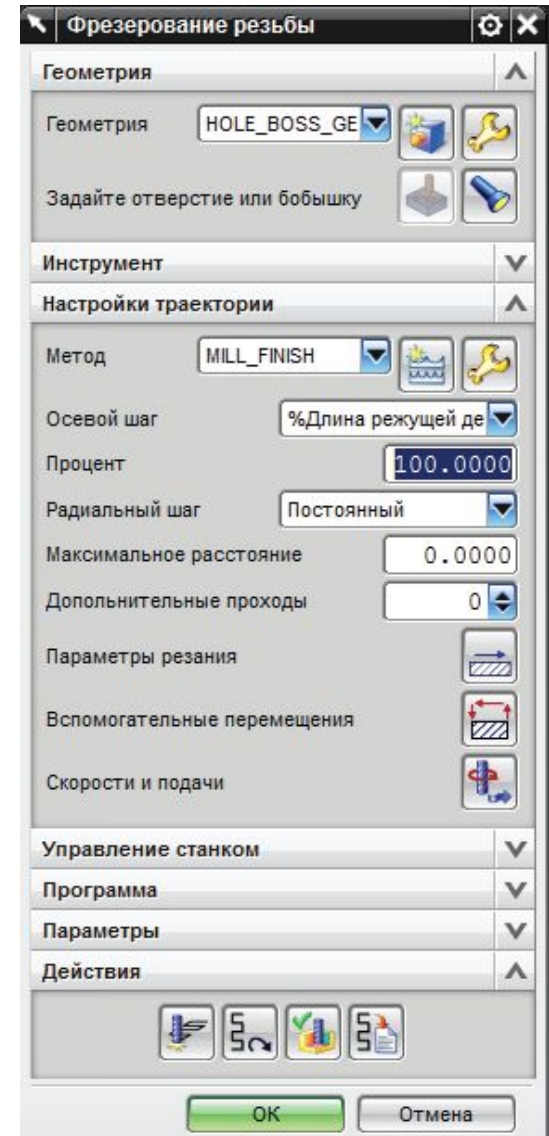 Фрезерование резьбы
Геометрия
Геометрия HOLE_BOSS_GE
Задайте отверстие или бобышку
Инструмент
Настройки траектории
Метод MILL_FINISH
Осевой шаг %Длина режущей де
Процент 100.0000
Радиальный шаг Постоянный
Максимальное расстояние 0.0000
Допольнительные проходы 0
Параметры резания
Вспомогательные перемещения
Скорости и подачи
Управление станком
Программа
Параметры
Действия
ОК Отмена